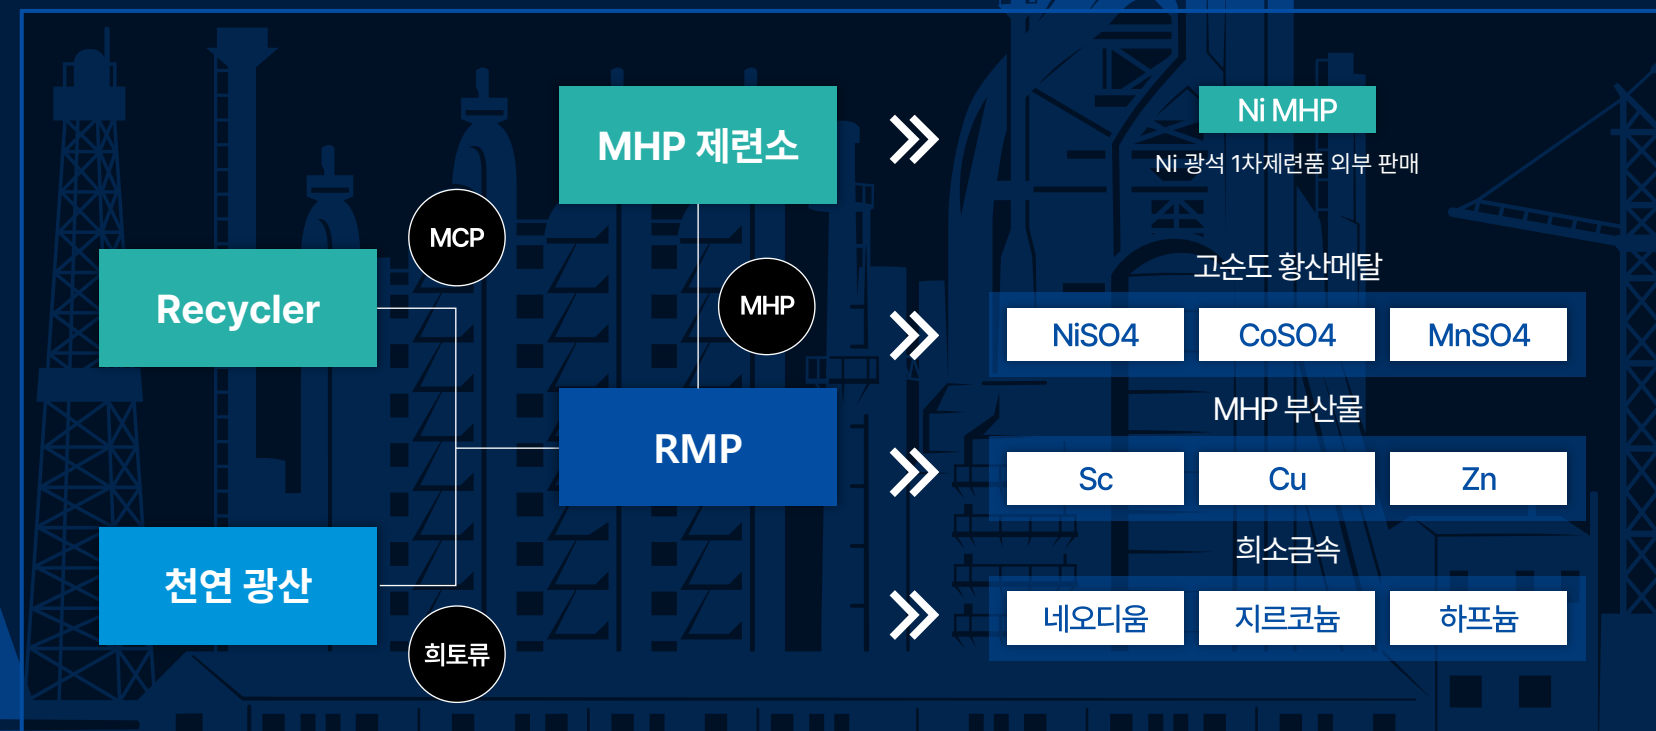 MHP 제련소
Ni MHP
Ni 광석 1차제련품 외부 판매
MCP
Recycler
MHP
고순도 황산메탈
NiSO4
CoSO4
MnSO4
RMP
MHP 부산물
Sc
Cu
Zn
천연 광산
희토류
희소금속
네오디움
지르코늄
하프늄